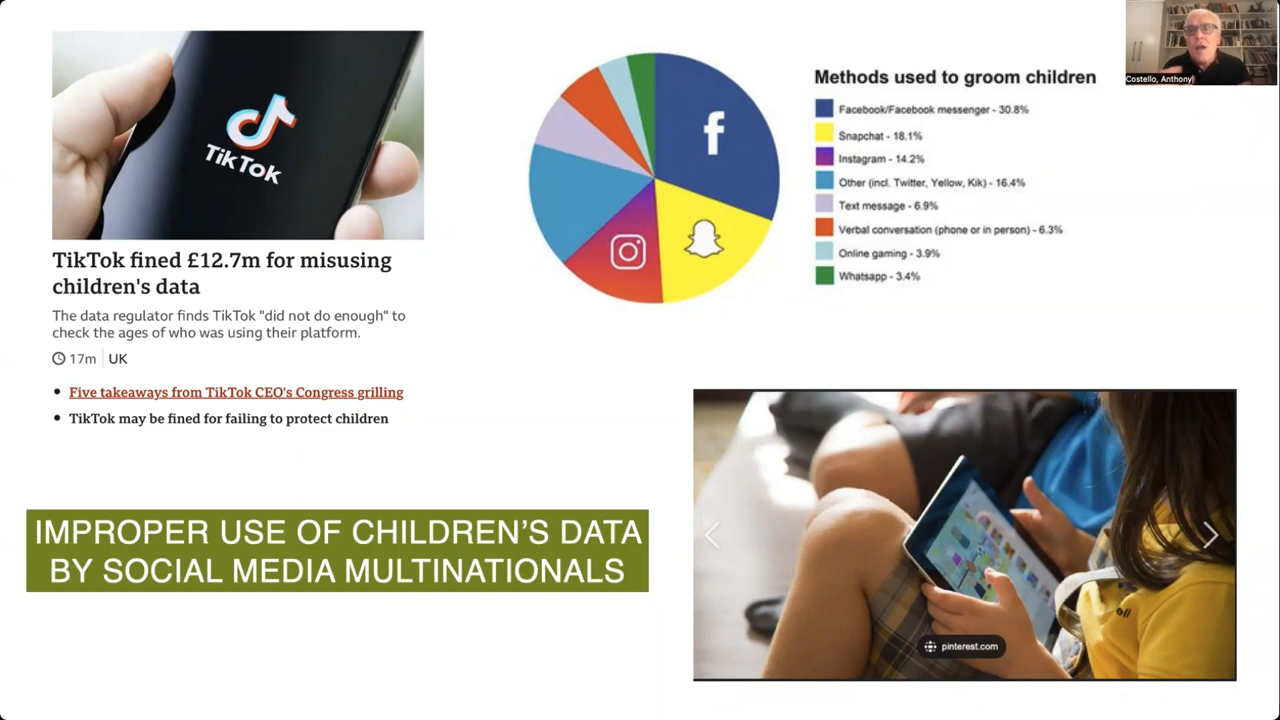 TikTok
TikTok fined £12.7m for misusing
children's data
The data regulator finds TikTok "did not do enough" to
check the ages of who was using their platform.
17m | UK
• Five takeaways from TikTok CEO's Congress grilling
• TikTok may be fined for failing to protect children
IMPROPER USE OF CHILDREN'S DATA
BY SOCIAL MEDIA MULTINATIONALS
Methods used to groom children
Facebook/Facebook messenger - 30.8%
Snapchat - 18.1%
Instagram - 14.2%
Other (incl. Twitter, Yellow, Kik) - 16.4%
Text message - 6.9%
Verbal conversation (phone or in person) - 6.3%
Online gaming - 3.9%
Whatsapp - 3.4%
Costello, Anthony
pinterest.com